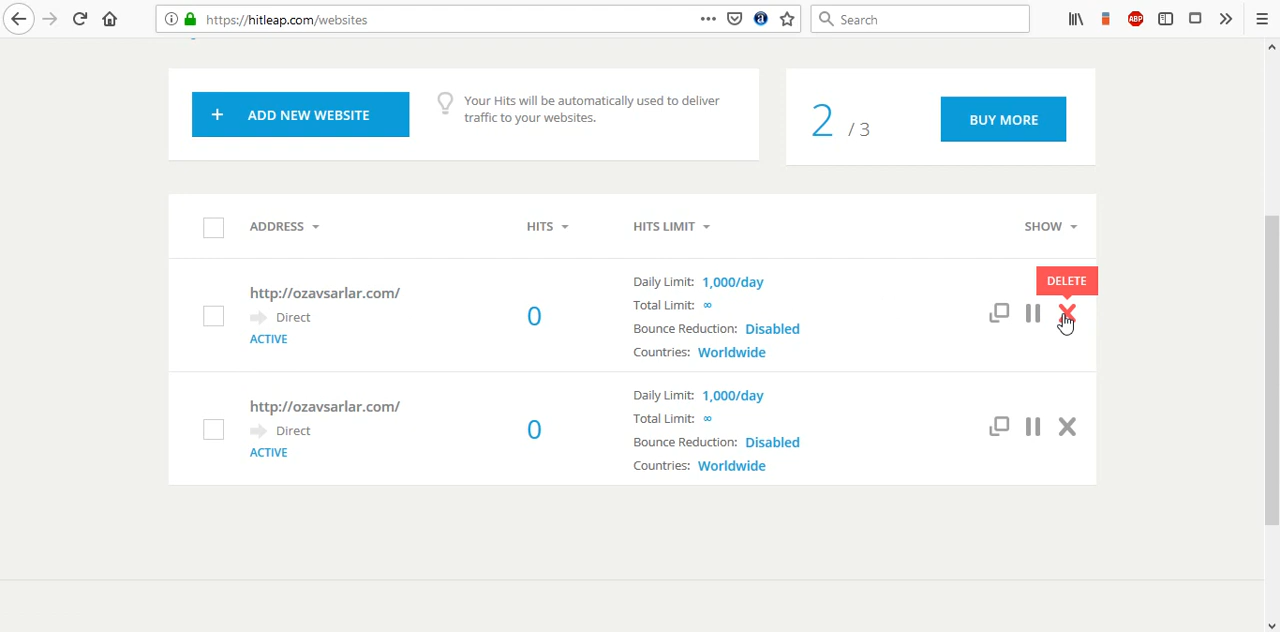 https://hitleap.com/websites
Search
ABP
+ ADD NEW WEBSITE
Your Hits will be automatically used to deliver
traffic to your websites.
2 / 3
BUY MORE
ADDRESS
HITS
HITS LIMIT
SHOW
http://ozavsarlar.com/
Direct
ACTIVE
0
Daily Limit: 1,000/day
Total Limit: ∞
Bounce Reduction: Disabled
Countries: Worldwide
DELETE
http://ozavsarlar.com/
Direct
ACTIVE
0
Daily Limit: 1,000/day
Total Limit: ∞
Bounce Reduction: Disabled
Countries: Worldwide